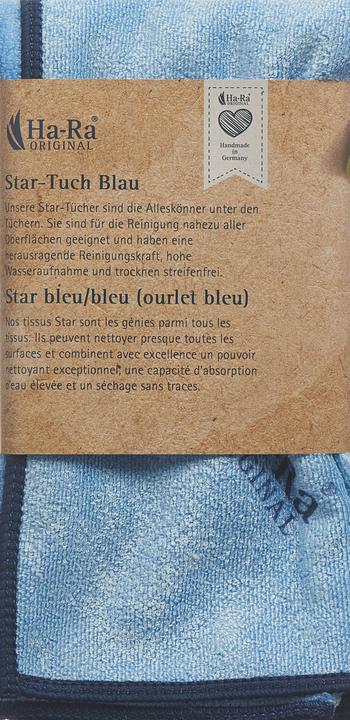 Ha-Ra®
ORIGINAL
Ha-Ra®
ORIGINAL
Handmade
in
Germany
Star-Tuch Blau
Unsere Star-Tücher sind die Alleskönner unter den
Tüchern. Sie sind für die Reinigung nahezu aller
Oberflächen geeignet und haben eine
herausragende Reinigungskraft, hohe
Wasseraufnahme und trocknen streifenfrei.
Star bleu/bleu (ourlet bleu)
Nos tissus Star sont les génies parmi tous les
tissus. Ils peuvent nettoyer presque toutes les
surfaces et combinent avec excellence un pouvoir
nettoyant exceptionnel, une capacité d'absorption
d'eau élevée et un séchage sans traces.
Ra®
GINAL